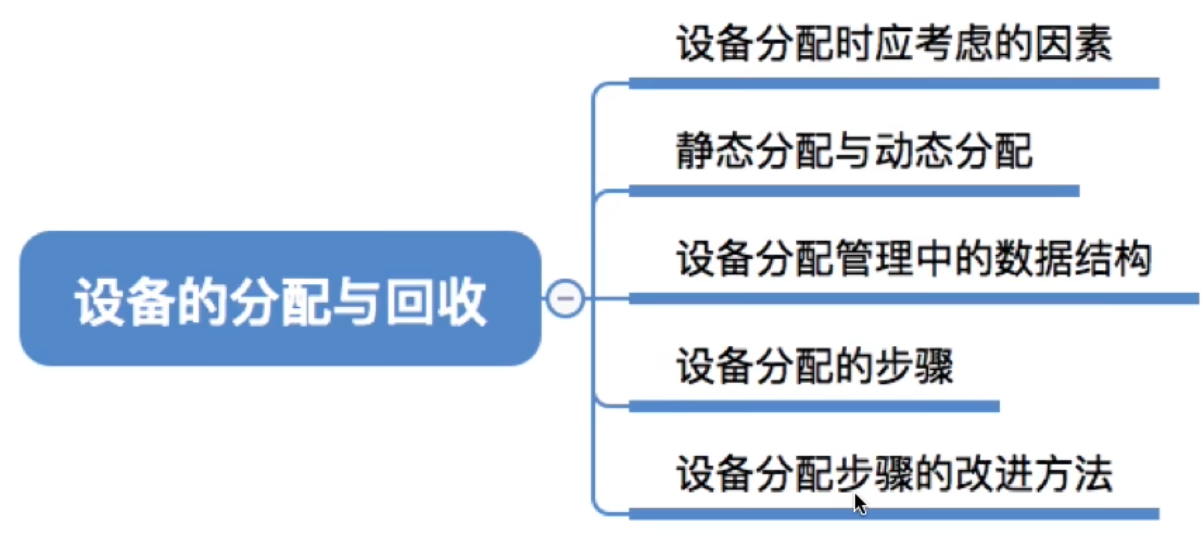 设备分配时应考虑的因素
静态分配与动态分配
设备分配管理中的数据结构
设备的分配与回收
设备分配的步骤
设备分配步骤的改进方法